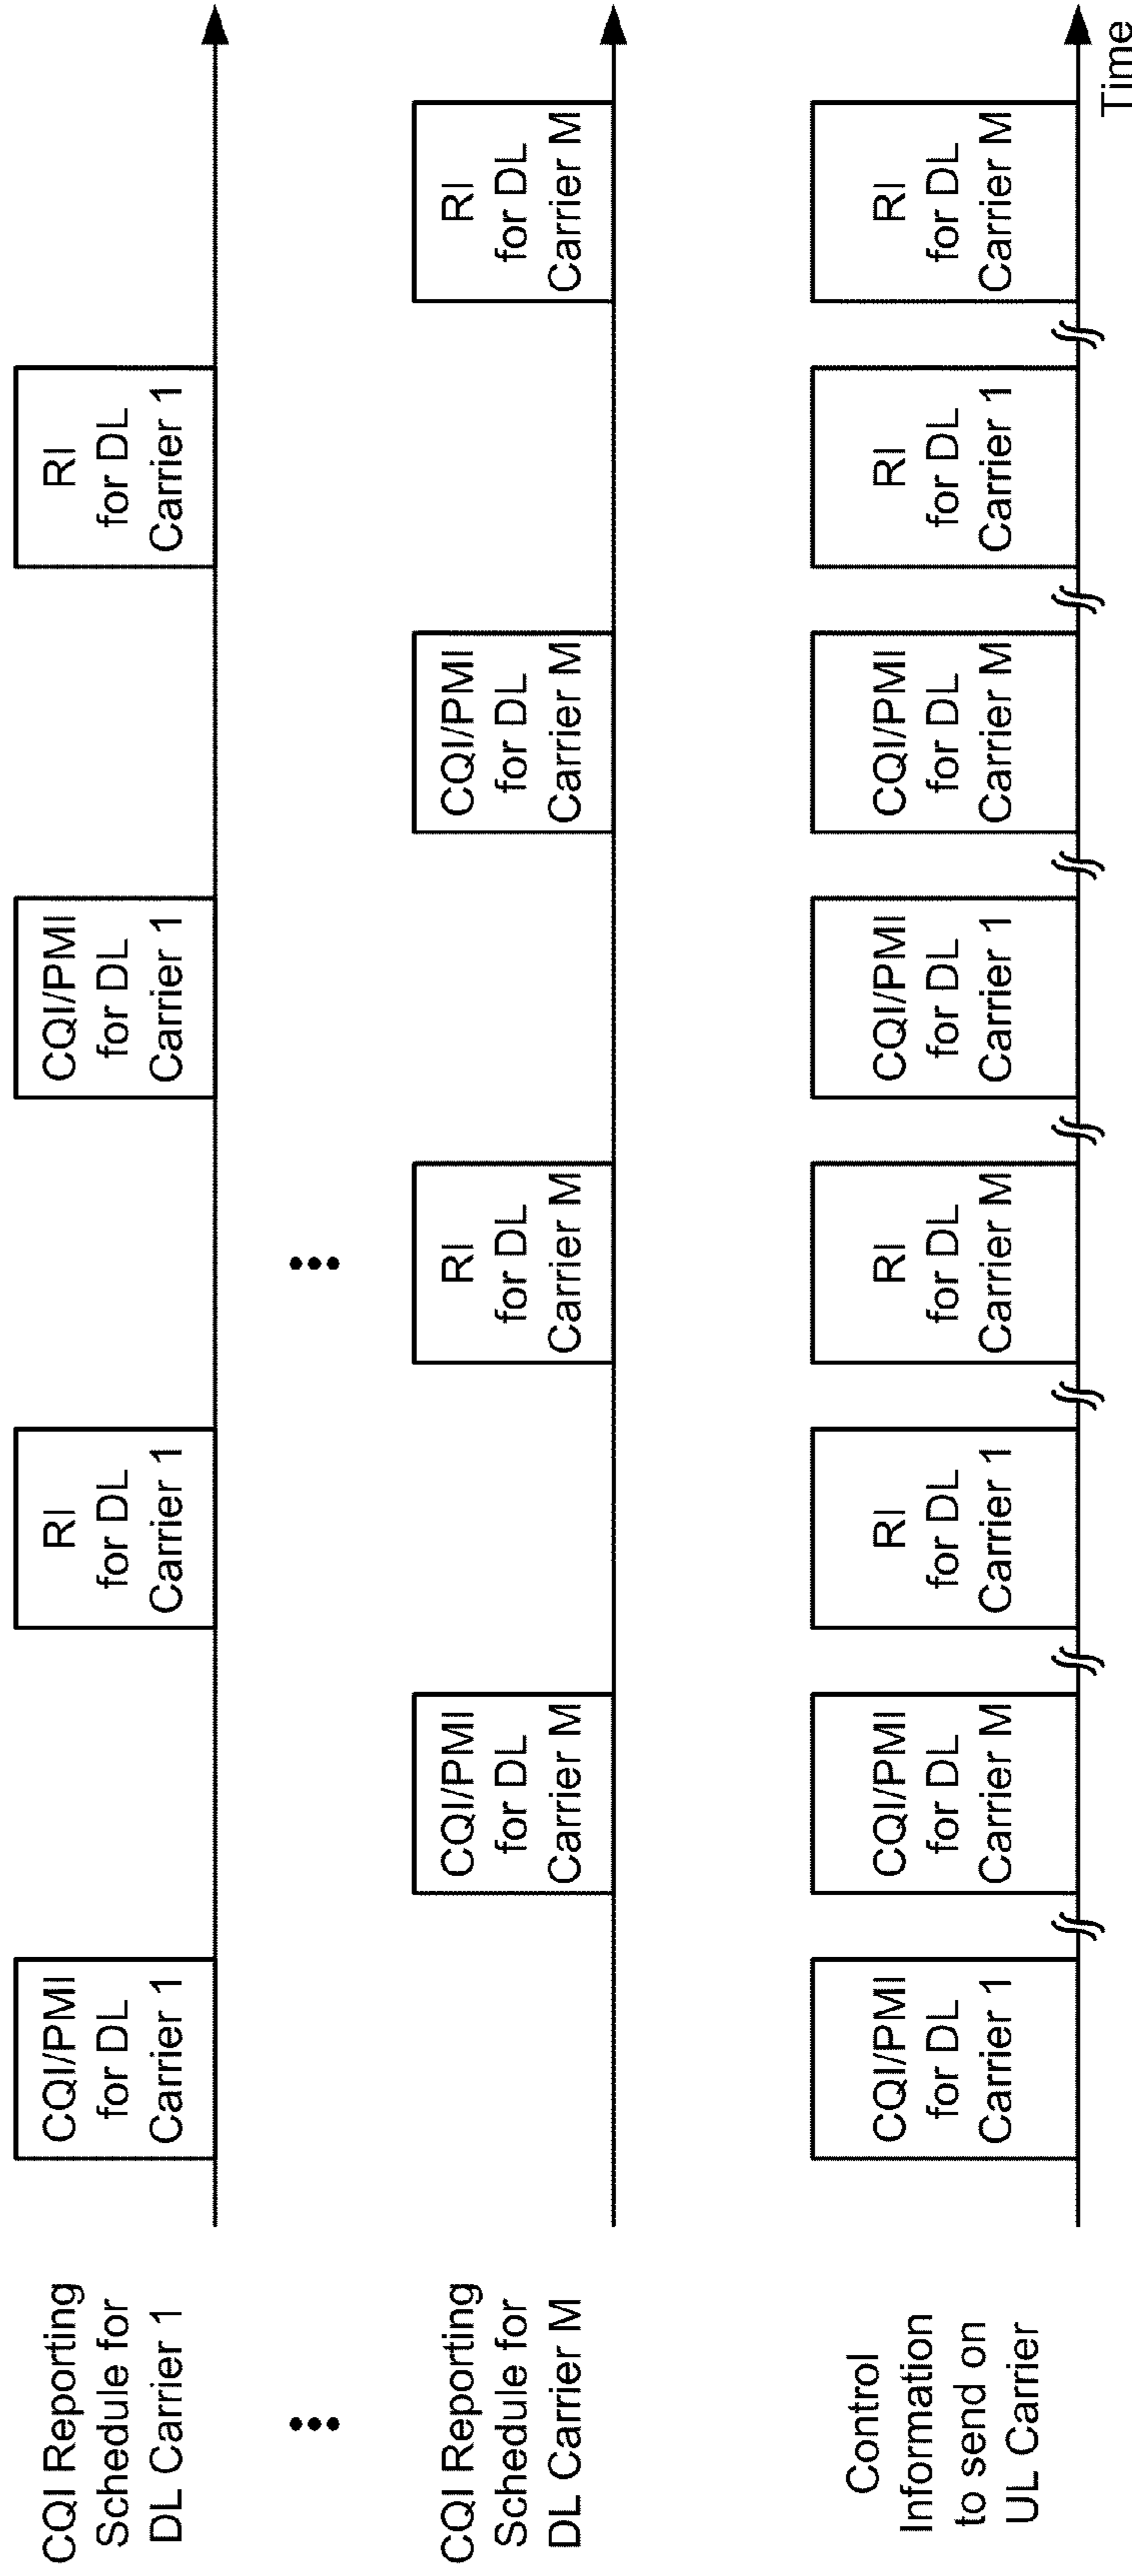 CQI Reporting
Schedule for
DL Carrier 1
CQI/PMI
for DL
Carrier 1
RI
for DL
Carrier 1
CQI/PMI
for DL
Carrier 1
RI
for DL
Carrier 1
CQI Reporting
Schedule for
DL Carrier M
CQI/PMI
for DL
Carrier M
RI
for DL
Carrier M
CQI/PMI
for DL
Carrier M
RI
for DL
Carrier M
Control
Information
to send on
UL Carrier
CQI/PMI
for DL
Carrier 1
CQI/PMI
for DL
Carrier M
RI
for DL
Carrier 1
RI
for DL
Carrier M
CQI/PMI
for DL
Carrier 1
CQI/PMI
for DL
Carrier M
RI
for DL
Carrier 1
RI
for DL
Carrier M
Time